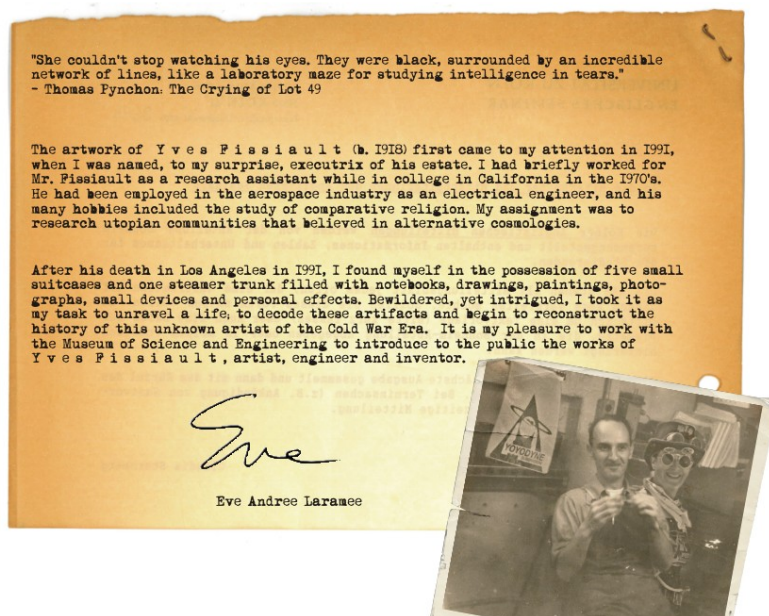 "She couldn't stop watching his eyes. They were black, surrounded by an incredible
network of lines, like a laboratory maze for studying intelligence in tears."
- Thomas Pynchon: The Crying of Lot 49
The artwork of Y v e s F i s s i a u l t (b. I9I8) first came to my attention in I99I,
when I was named, to my surprise, executrix of his estate. I had briefly worked for
Mr. Fissiault as a research assistant while in college in California in the I970's.
He had been employed in the aerospace industry as an electrical engineer, and his
many hobbies included the study of comparative religion. My assignment was to
research utopian communities that believed in alternative cosmologies.
After his death in Los Angeles in I99I, I found myself in the possession of five small
suitcases and one steamer trunk filled with notebooks, drawings, paintings, photo-
graphs, small devices and personal effects. Bewildered, yet intrigued, I took it as
my task to unravel a life; to decode these artifacts and begin to reconstruct the
history of this unknown artist of the Cold War Era. It is my pleasure to work with
the Museum of Science and Engineering to introduce to the public the works of
Y v e s F i s s i a u l t, artist, engineer and inventor.
Eve
Eve Andree Laramee
YOYODYNE